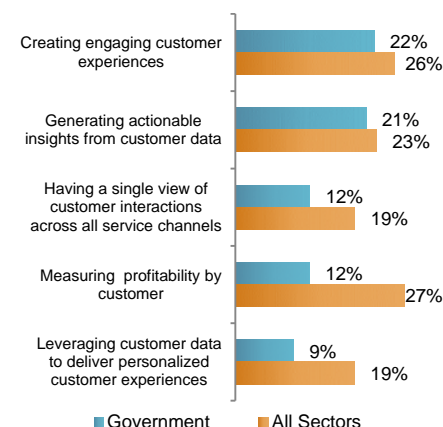 Creating engaging customer
experiences
22%
26%
Generating actionable
insights from customer data
21%
23%
Having a single view of
customer interactions
across all service channels
12%
19%
Measuring profitability by
customer
12%
27%
Leveraging customer data
to deliver personalized
customer experiences
9%
19%
Government
All Sectors